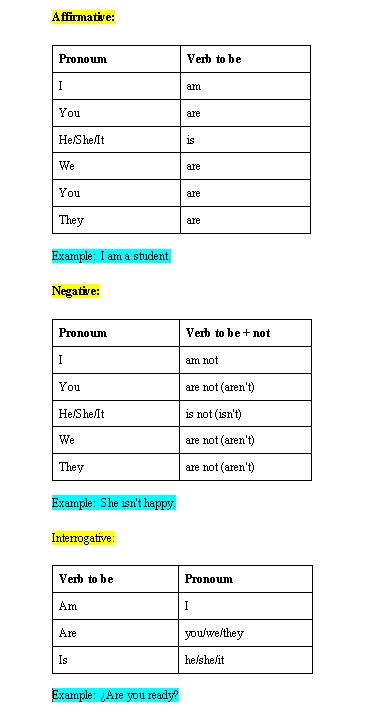 Affirmative:
Pronoum Verb to be
I am
You are
He/She/It is
We are
You are
They are
Example: I am a student.
Negative:
Pronoum Verb to be + not
I am not
You are not (aren't)
He/She/It is not (isn't)
We are not (aren't)
They are not (aren't)
Example: She isn't happy.
Interrogative:
Verb to be Pronoum
Am I
Are you/we/they
Is he/she/it
Example: ¿Are you ready?